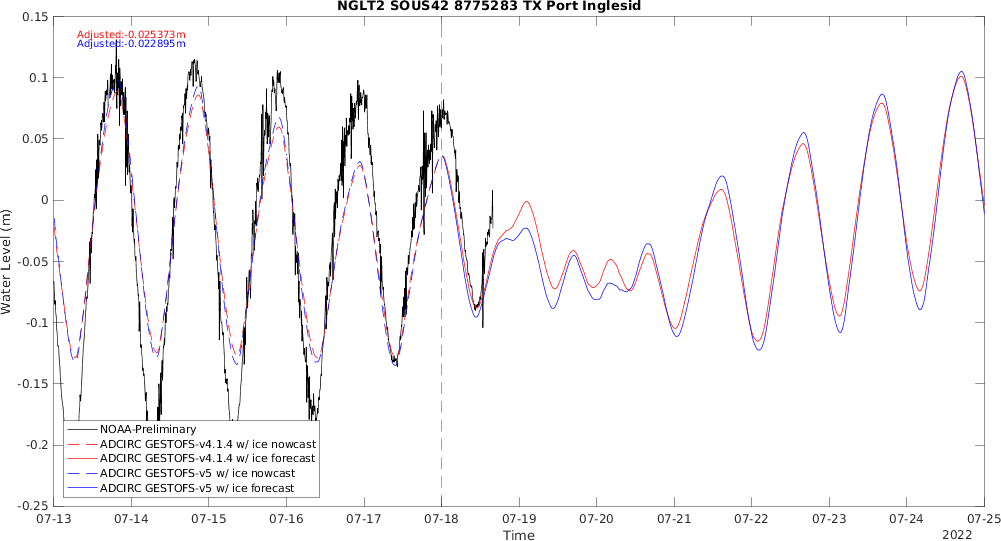 NGLT2 SOUS42 8775283 TX Port Inglesid
Adjusted:-0.025373m
Adjusted:-0.022895m
0.15
0.1
0.05
0
-0.05
-0.1
-0.15
-0.2
-0.25
Water Level (m)
NOAA-Preliminary
ADCIRC GESTOFS-v4.1.4 w/ ice nowcast
ADCIRC GESTOFS-v4.1.4 w/ ice forecast
ADCIRC GESTOFS-v5 w/ ice nowcast
ADCIRC GESTOFS-v5 w/ ice forecast
07-13 07-14 07-15 07-16 07-17 07-18 07-19 07-20 07-21 07-22 07-23 07-24 07-25
Time
2022